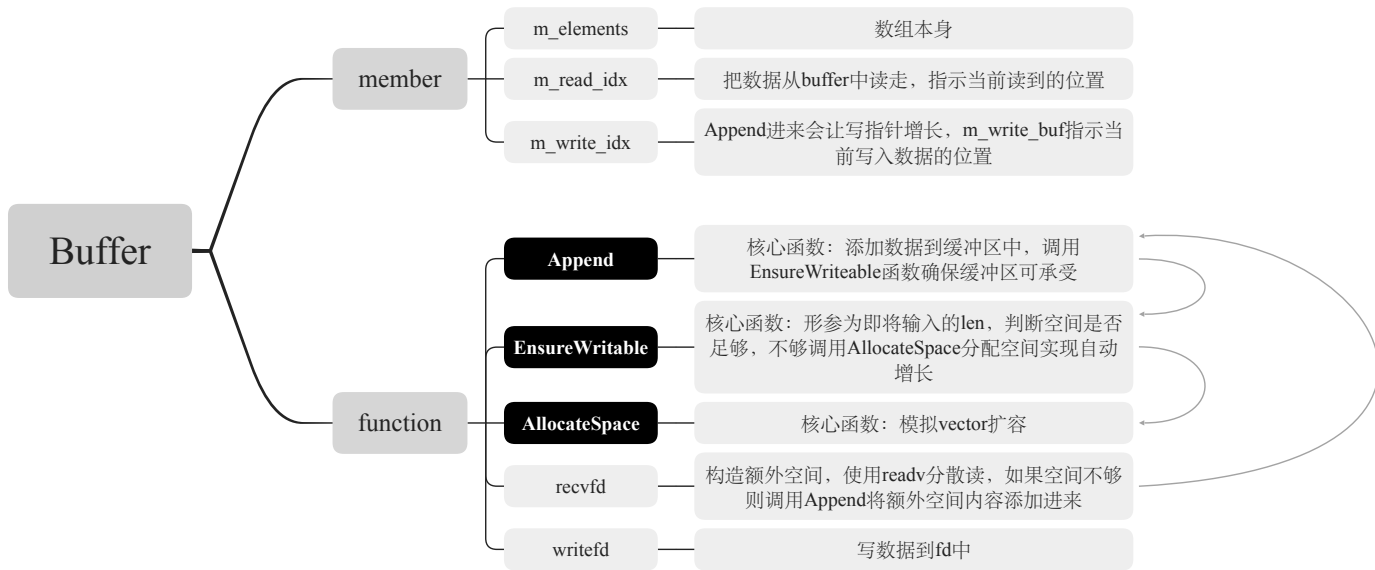 Buffer
member
m_elements
数组本身
m_read_idx
把数据从buffer中读走，指示当前读到的位置
m_write_idx
Append进来会让写指针增长，m_write_buf指示当
前写入数据的位置
function
Append
核心函数：添加数据到缓冲区中，调用
EnsureWriteable函数确保缓冲区可承受
EnsureWritable
核心函数：形参为即将输入的len，判断空间是否
足够，不够调用AllocateSpace分配空间实现自动
增长
AllocateSpace
核心函数：模拟vector扩容
recvfd
构造额外空间，使用readv分散读，如果空间不够
则调用Append将额外空间内容添加进来
writefd
写数据到fd中